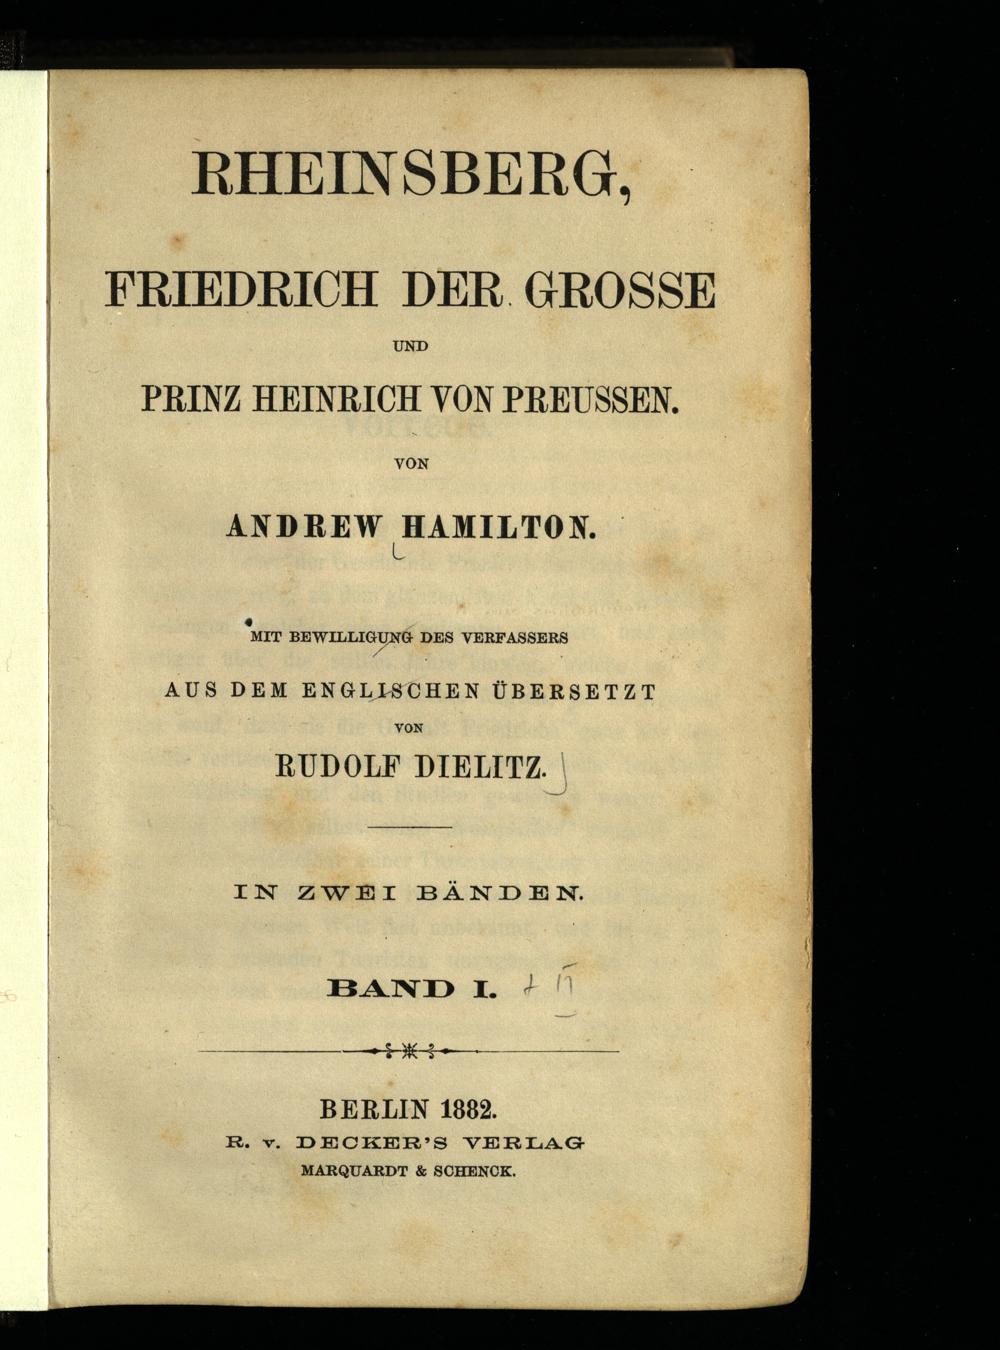 RHEINSBERG,
FRIEDRICH DER GROSSE
UND
PRINZ HEINRICH VON PREUSSEN.
VON
ANDREW HAMILTON.
MIT BEWILLIGUNG DES VERFASSERS
AUS DEM ENGLISCHEN ÜBERSETZT
VON
RUDOLF DIELITZ.
IN ZWEI BÄNDEN.
BAND I. + II
BERLIN 1882.
R. v. DECKER'S VERLAG
MARQUARDT & SCHENCK.